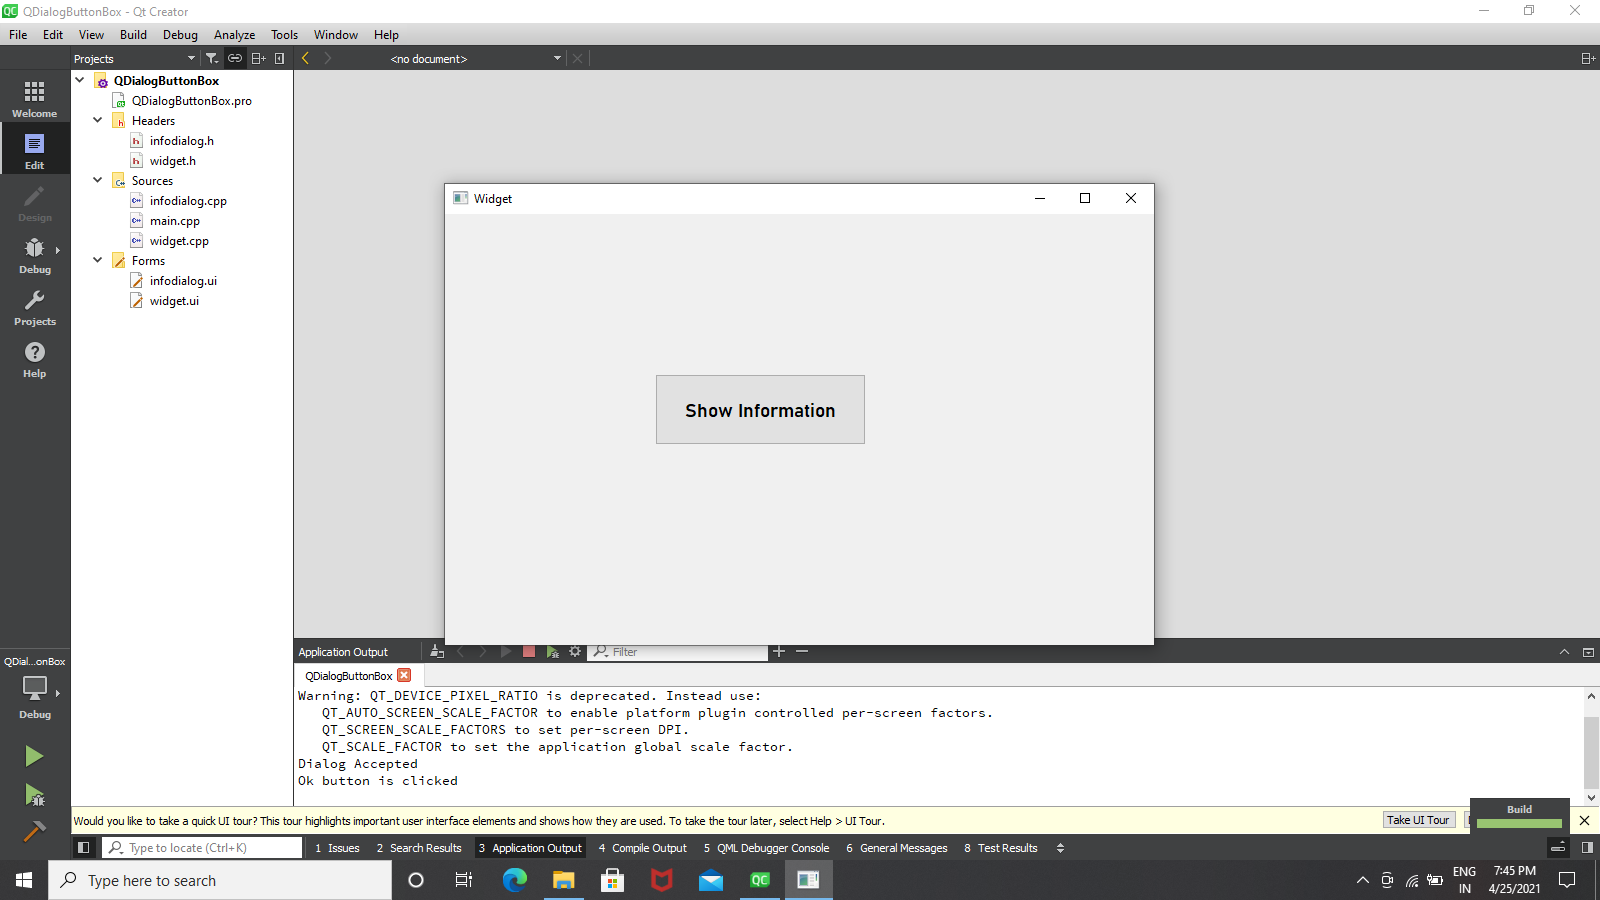 QC QDialogButtonBox - Qt Creator
File Edit View Build Debug Analyze Tools Window Help
Projects <no document>
Welcome
Edit
Design
Debug
Projects
Help
QDialogButtonBox
QDialogButtonBox.pro
Headers
infodialog.h
widget.h
Sources
infodialog.cpp
main.cpp
widget.cpp
Forms
infodialog.ui
widget.ui
Widget
Show Information
QDial...onBox
Debug
Application Output Filter
QDialogButtonBox
Warning: QT_DEVICE_PIXEL_RATIO is deprecated. Instead use:
QT_AUTO_SCREEN_SCALE_FACTOR to enable platform plugin controlled per-screen factors.
QT_SCREEN_SCALE_FACTORS to set per-screen DPI.
QT_SCALE_FACTOR to set the application global scale factor.
Dialog Accepted
Ok button is clicked
Build
Would you like to take a quick UI tour? This tour highlights important user interface elements and shows how they are used. To take the tour later, select Help > UI Tour. Take UI Tour
Type to locate (Ctrl+K) 1 Issues 2 Search Results 3 Application Output 4 Compile Output 5 QML Debugger Console 6 General Messages 8 Test Results
Type here to search QC ENG IN 7:45 PM 4/25/2021